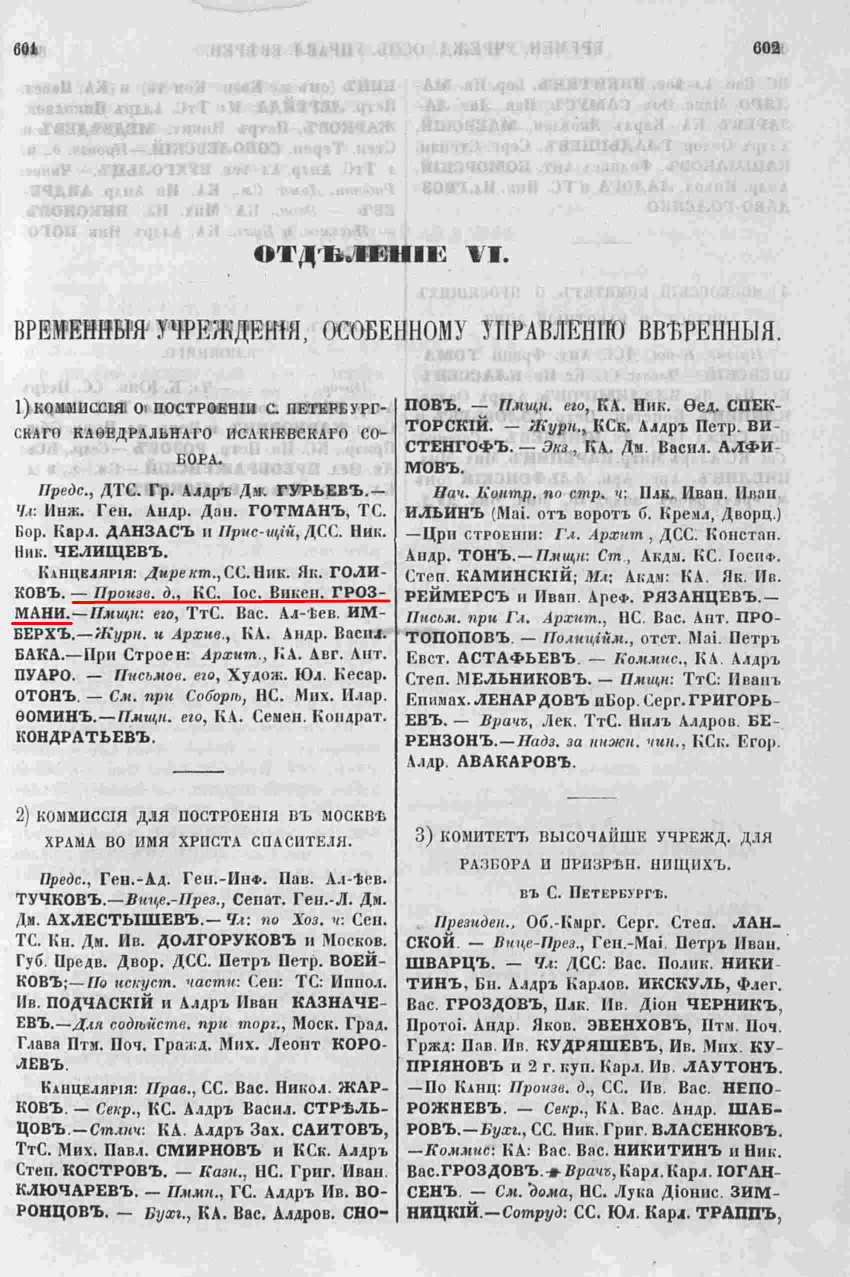 601
602
ОТДѢЛЕНІЕ VI.
ВРЕМЕННЫЯ УЧРЕЖДЕНІЯ, ОСОБЕННОМУ УПРАВЛЕНІЮ ВВѢРЕННЫЯ.
1) КОММИССІЯ О ПОСТРОЕНІИ С. ПЕТЕРБУРГ-
СКАГО КАѲЕДРАЛЬНАГО ИСАКІЕВСКАГО СО-
БОРА.
Предс., ДТС. Гр. Алдръ Дм. ГУРЬЕВЪ.—
Чл: Инж. Ген. Андр. Дан. ГОТМАНЪ, ТС.
Бор. Карл. ДАНЗАСЪ и Прис-щій, ДСС. Ник.
Ник. ЧЕЛИЩЕВЪ.
КАНЦЕЛЯРІЯ: Директ., СС. Ник. Як. ГОЛИ-
КОВЪ. — Произв. д., КС. Іос. Викен. ГРОЗ-
МАНИ.—Пмщн: его, ТтС. Вас. Ал-ѣев. ИМ-
БЕРХЪ.—Журн. и Архив., КА. Андр. Васил.
БАКА.—При Строен: Архит., КА. Авг. Ант.
ПУАРО. — Письмов. его, Худож. Юл. Кесар.
ОТОНЪ. — См. при Соборѣ, НС. Мих. Илар.
ѲОМИНЪ.—Пмщн. его, КА. Семен. Кондрат.
КОНДРАТЬЕВЪ.
2) КОММИССІЯ ДЛЯ ПОСТРОЕНІЯ ВЪ МОСКВѢ
ХРАМА ВО ИМЯ ХРИСТА СПАСИТЕЛЯ.
Предс., Ген.-Ад. Ген.-Инф. Пав. Ал-ѣев.
ТУЧКОВЪ.—Вице.-През., Сенат. Ген.-Л. Дм.
Дм. АХЛЕСТЫШЕВЪ.—Чл: по Хоз. ч: Сен.
ТС. Кн. Дм. Ив. ДОЛГОРУКОВЪ и Москов.
Губ. Предв. Двор. ДСС. Петръ Петр. ВОЕЙ-
КОВЪ;—По искуст. части: Сен: ТС: Иппол.
Ив. ПОДЧАСКІЙ и Алдръ Иван КАЗНАЧЕ-
ЕВЪ.—Для содѣйств. при торг., Моск. Град.
Глава Птм. Поч. Гражд. Мих. Леонт КОРО-
ЛЕВЪ.
КАНЦЕЛЯРІЯ: Прав., СС. Вас. Никол. ЖАР-
КОВЪ. — Секр., КС. Алдръ Васил. СТРѢЛЬ-
ЦОВЪ.—Стлнч: КА. Алдръ Зах. САИТОВЪ,
ТтС. Мих. Павл. СМИРНОВЪ и КСк. Алдръ
Степ. КОСТРОВЪ. — Казн., НС. Григ. Иван.
КЛЮЧАРЕВЪ. — Пммн., ГС. Алдръ Ив. ВО-
РОНЦОВЪ. — Бухг., КА. Вас. Алдров. СНО-
ПОВЪ. — Пмщн. его, КА. Ник. Ѳед. СПЕК-
ТОРСКІЙ. — Журн., КСк. Алдръ Петр. ВИ-
СТЕНГОФЪ. — Экз., КА. Дм. Васил. АЛФИ-
МОВЪ.
Нач. Контр. по стр. ч: Плк. Иван. Иван
ИЛЬИНЪ (Маі. отъ воротъ б. Кремл, Дворц.)
—При строеніи: Гл. Архит., ДСС. Констан.
Андр. ТОНЪ.—Пмщн: Ст., Акдм. КС. Іосиф.
Степ. КАМИНСКІЙ; Мл: Акдм: КА. Як. Ив.
РЕЙМЕРСЪ и Иван. Ареф. РЯЗАНЦЕВЪ.—
Письм. при Гл. Архит., НС. Вас. Ант. ПРО-
ТОПОПОВЪ. — Полиційм., отст. Маі. Петръ
Евст. АСТАФЬЕВЪ. — Коммис., КА. Алдръ
Степ. МЕЛЬНИКОВЪ. — Пмщн: ТтС: Иванъ
Епимах. ЛЕНАРДОВЪ и Бор. Серг. ГРИГОРЬ-
ЕВЪ. — Врачъ, Лек. ТтС. Нилъ Алдров. БЕ-
РЕНЗОНЪ.—Надз. за нижн. чин., КСк. Егор.
Алдр. АВАКАРОВЪ.
3) КОМИТЕТЪ ВЫСОЧАЙШЕ УЧРЕЖД. ДЛЯ
РАЗБОРА И ПРИЗРѢН. НИЩИХЪ.
въ С. ПЕТЕРБУРГѢ.
Президен., Об.-Кмрг. Серг. Степ. ЛАН-
СКОЙ. — Вице-През., Ген.-Маі. Петръ Иван.
ШВАРЦЪ. — Чл: ДСС: Вас. Полик. НИКИ-
ТИНЪ, Бн. Алдръ Карлов. ИКСКУЛЬ, Флег.
Вас. ГРОЗДОВЪ, Плк. Ив. Діон ЧЕРНИКЪ,
Протоі. Андр. Яков. ЭВЕНХОВЪ, Птм. Поч.
Гржд: Пав. Ив. КУДРЯШЕВЪ, Ив. Мих. КУ-
ПРІЯНОВЪ и 2 г. куп. Карл. Ив. ЛАУТОНЪ.
—По КАНЦ: Произв. д., СС. Ив. Вас. НЕПО-
РОЖНЕВЪ. — Секр., КА. Вас. Андр. ШАБ-
РОВЪ.—Бухг., СС. Ник. Григ. ВЛАСЕНКОВЪ.
—Коммис: КА: Вас. Вас. НИКИТИНЪ и Ник.
Вас. ГРОЗДОВЪ.—Врачъ, Карл. Карл. ІОГАН-
СЕНЪ. — См. дома, НС. Лука Діонис. ЗИМ-
НИЦКІЙ.—Сотруд: СС. Юл. Карл. ТРАППЪ,